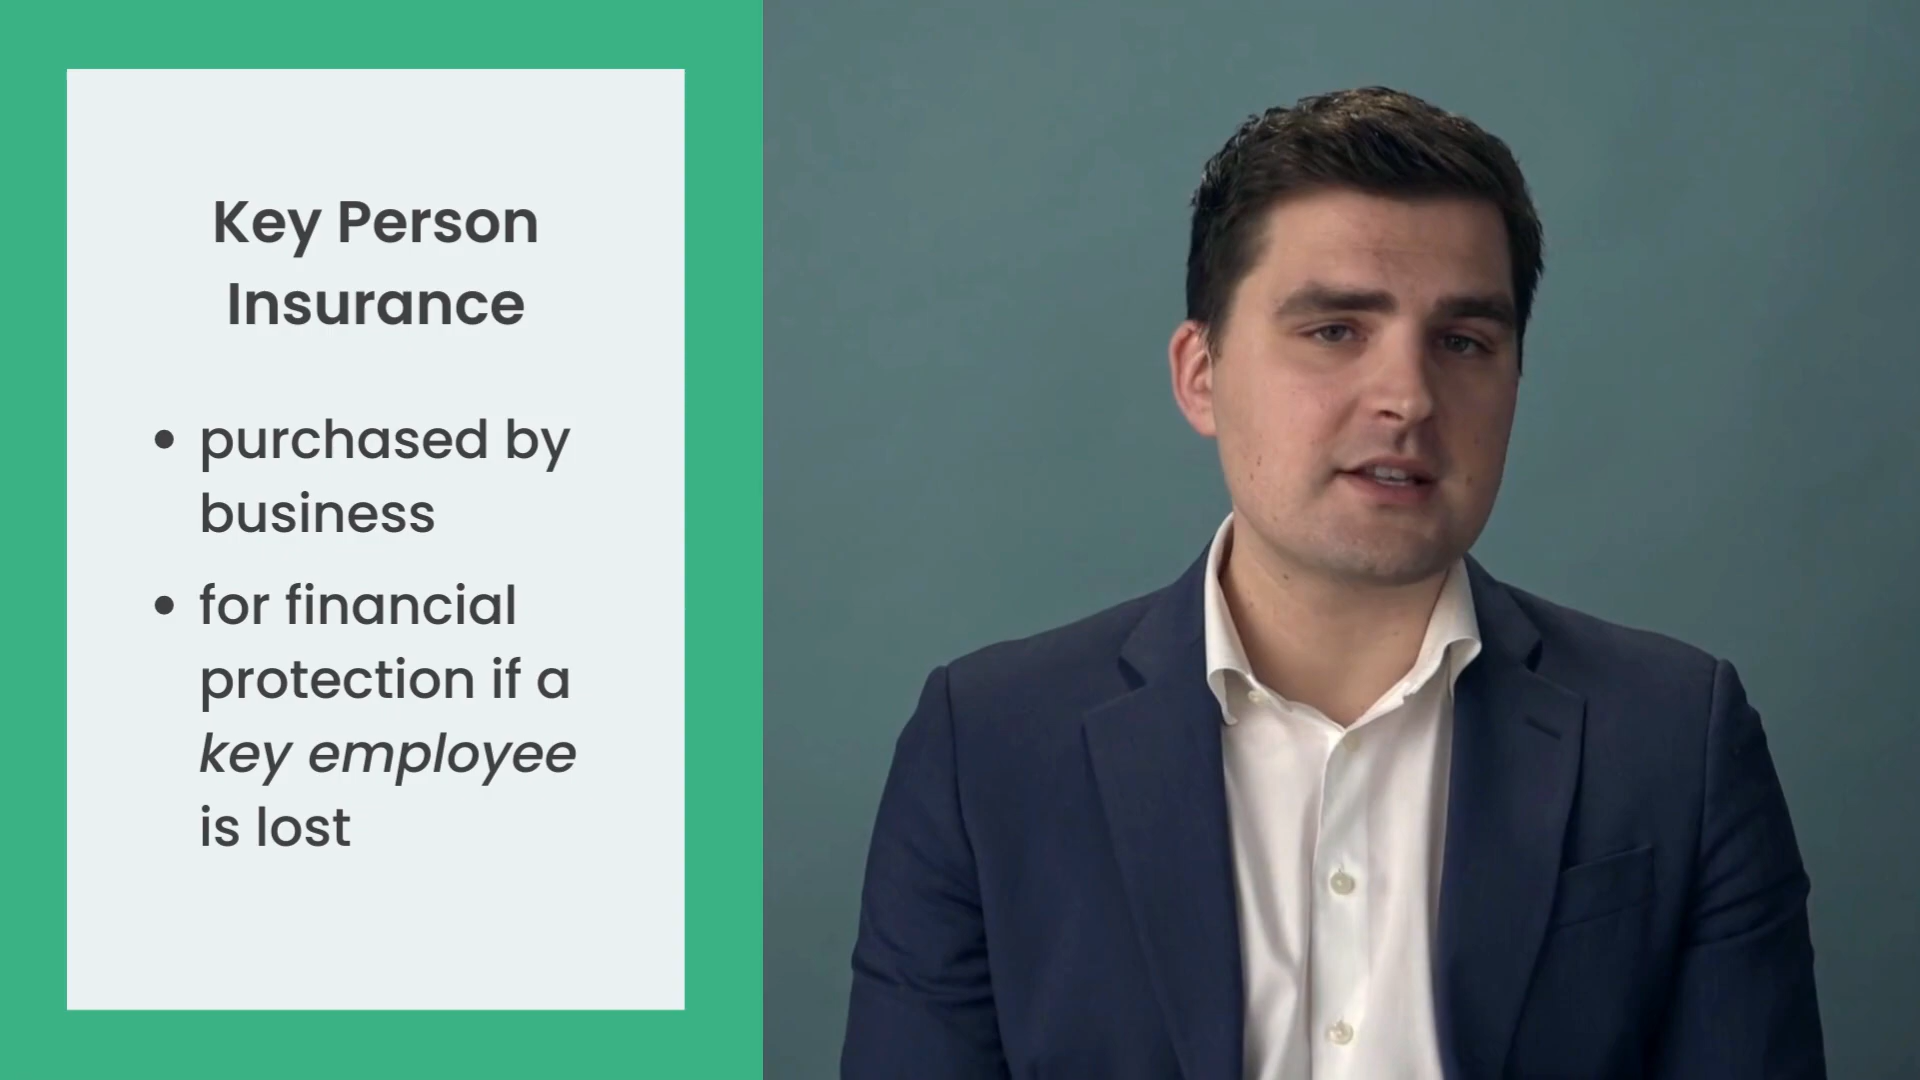 Key Person
Insurance
• purchased by
business
• for financial
protection if a
key employee
is lost